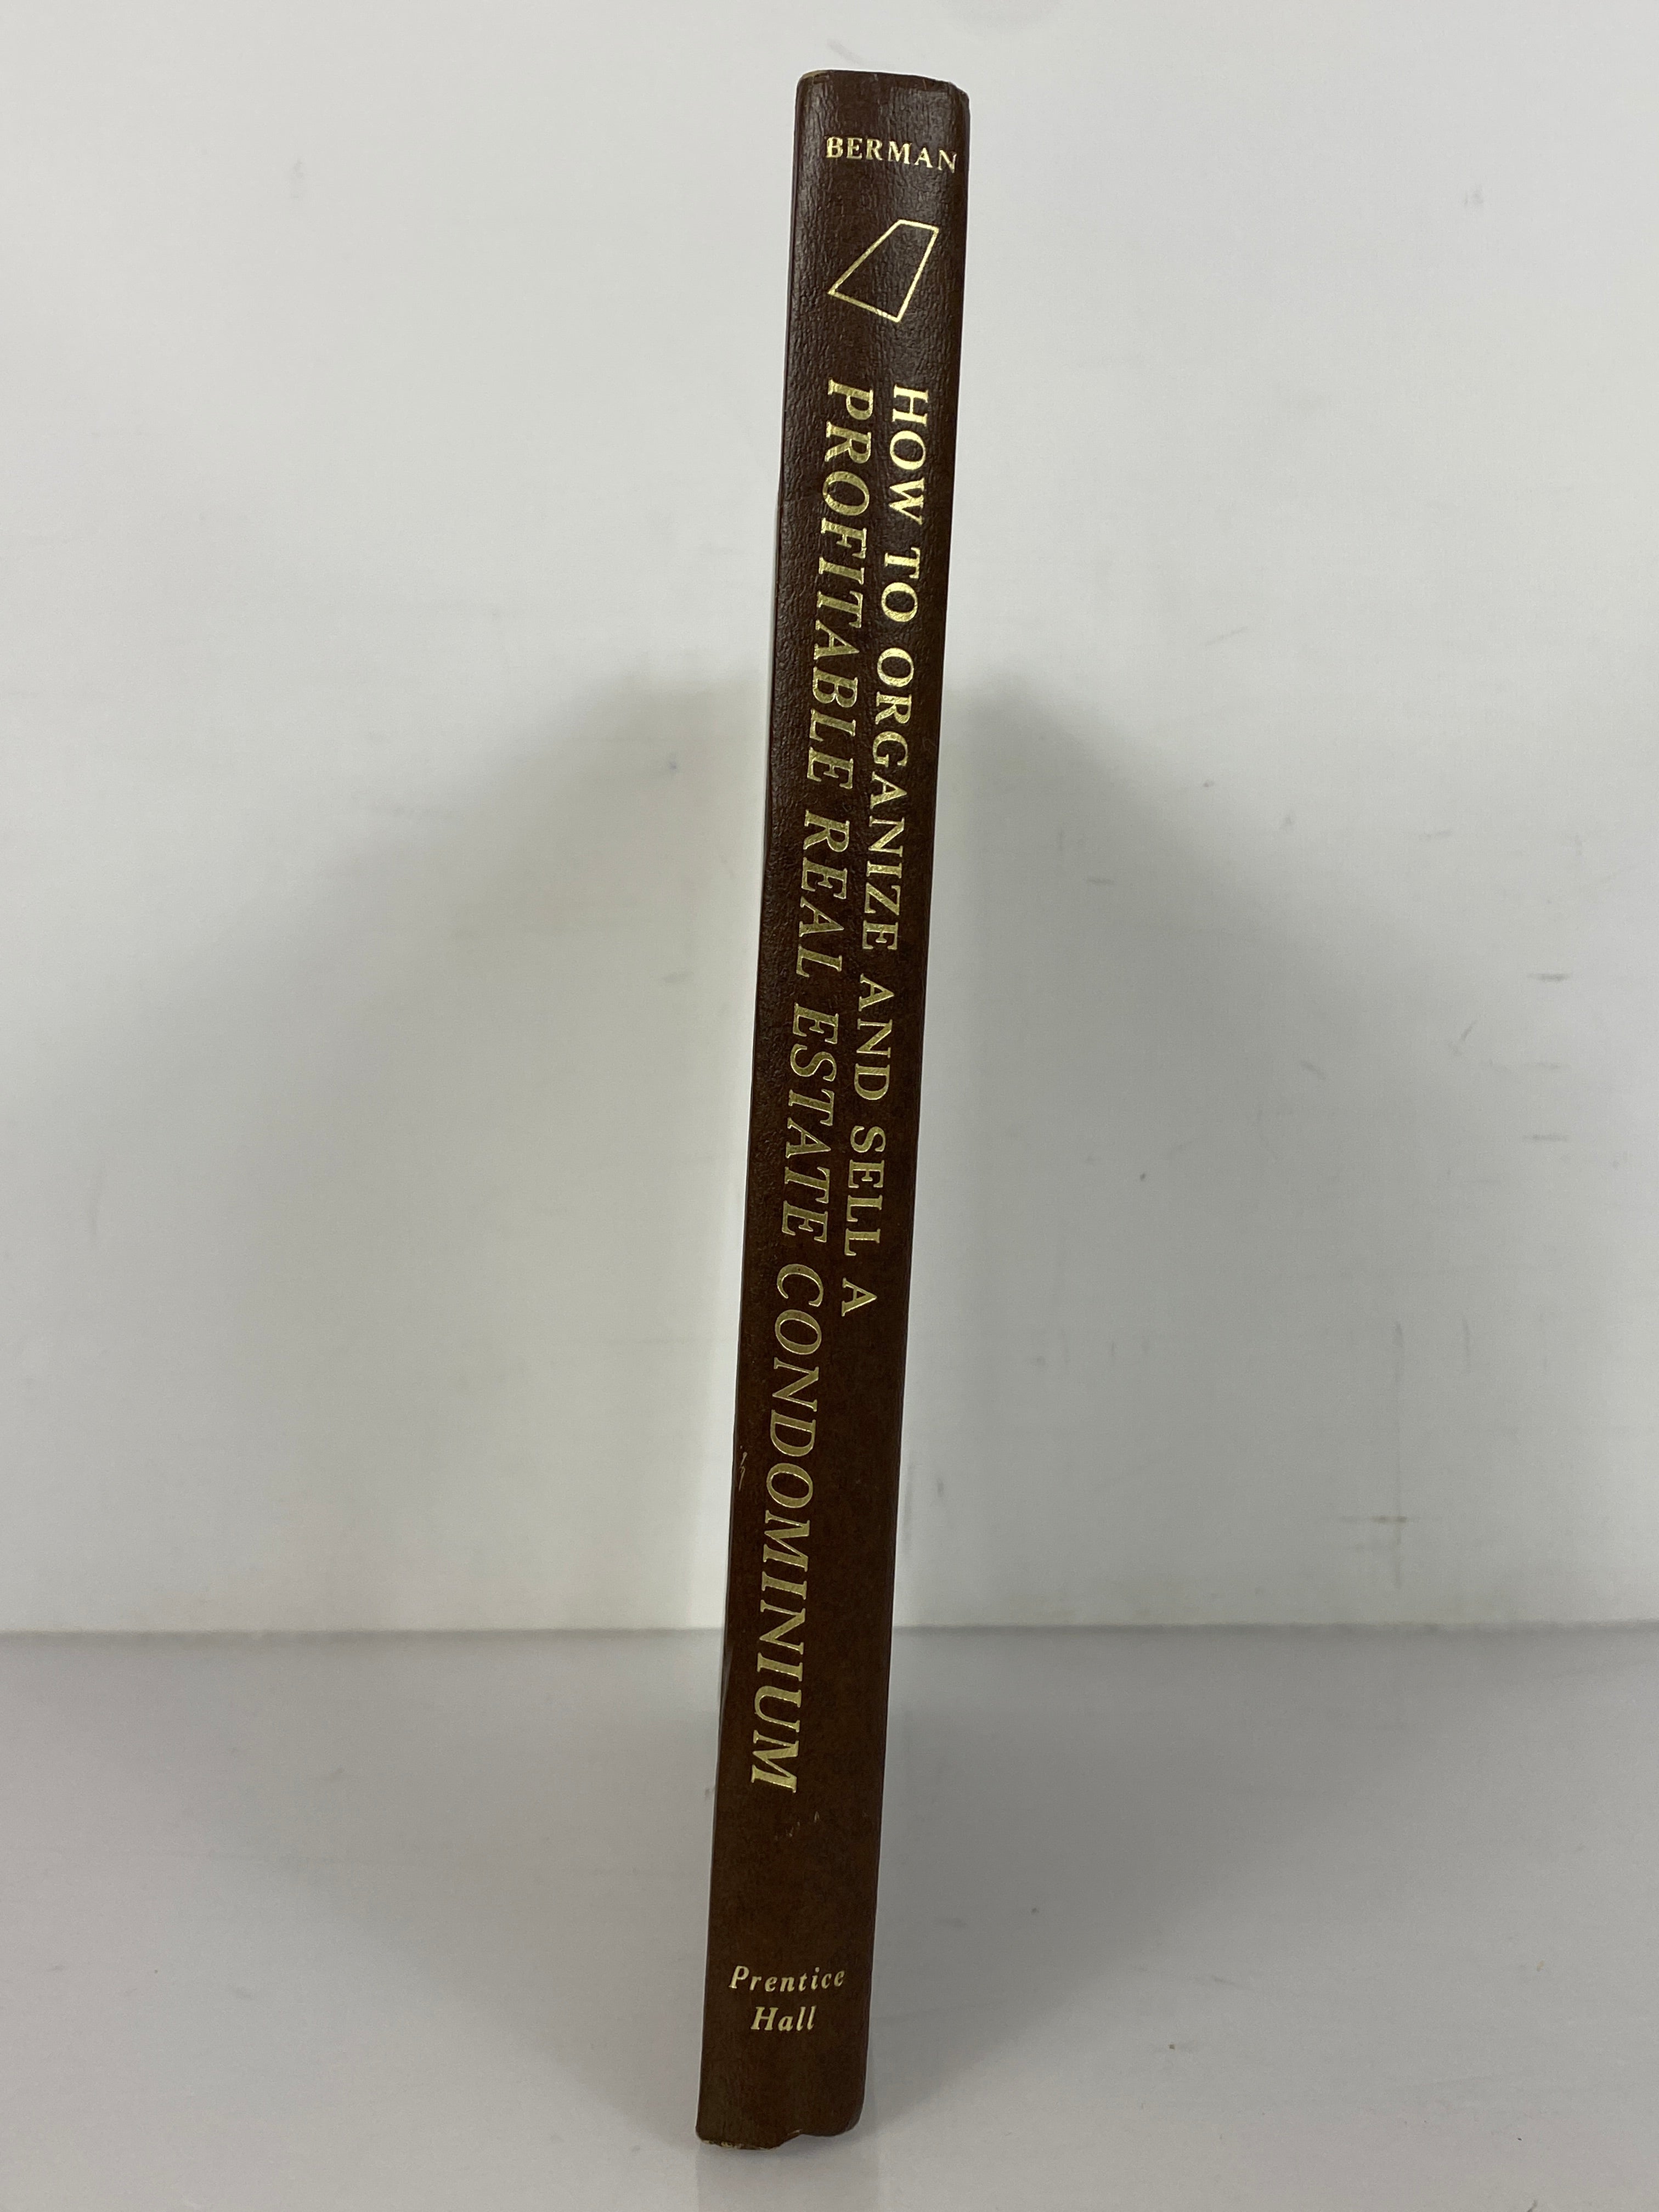 BERMAN
HOW TO ORGANIZE AND SELL A
PROFITABLE REAL ESTATE CONDOMINIUM
Prentice
Hall